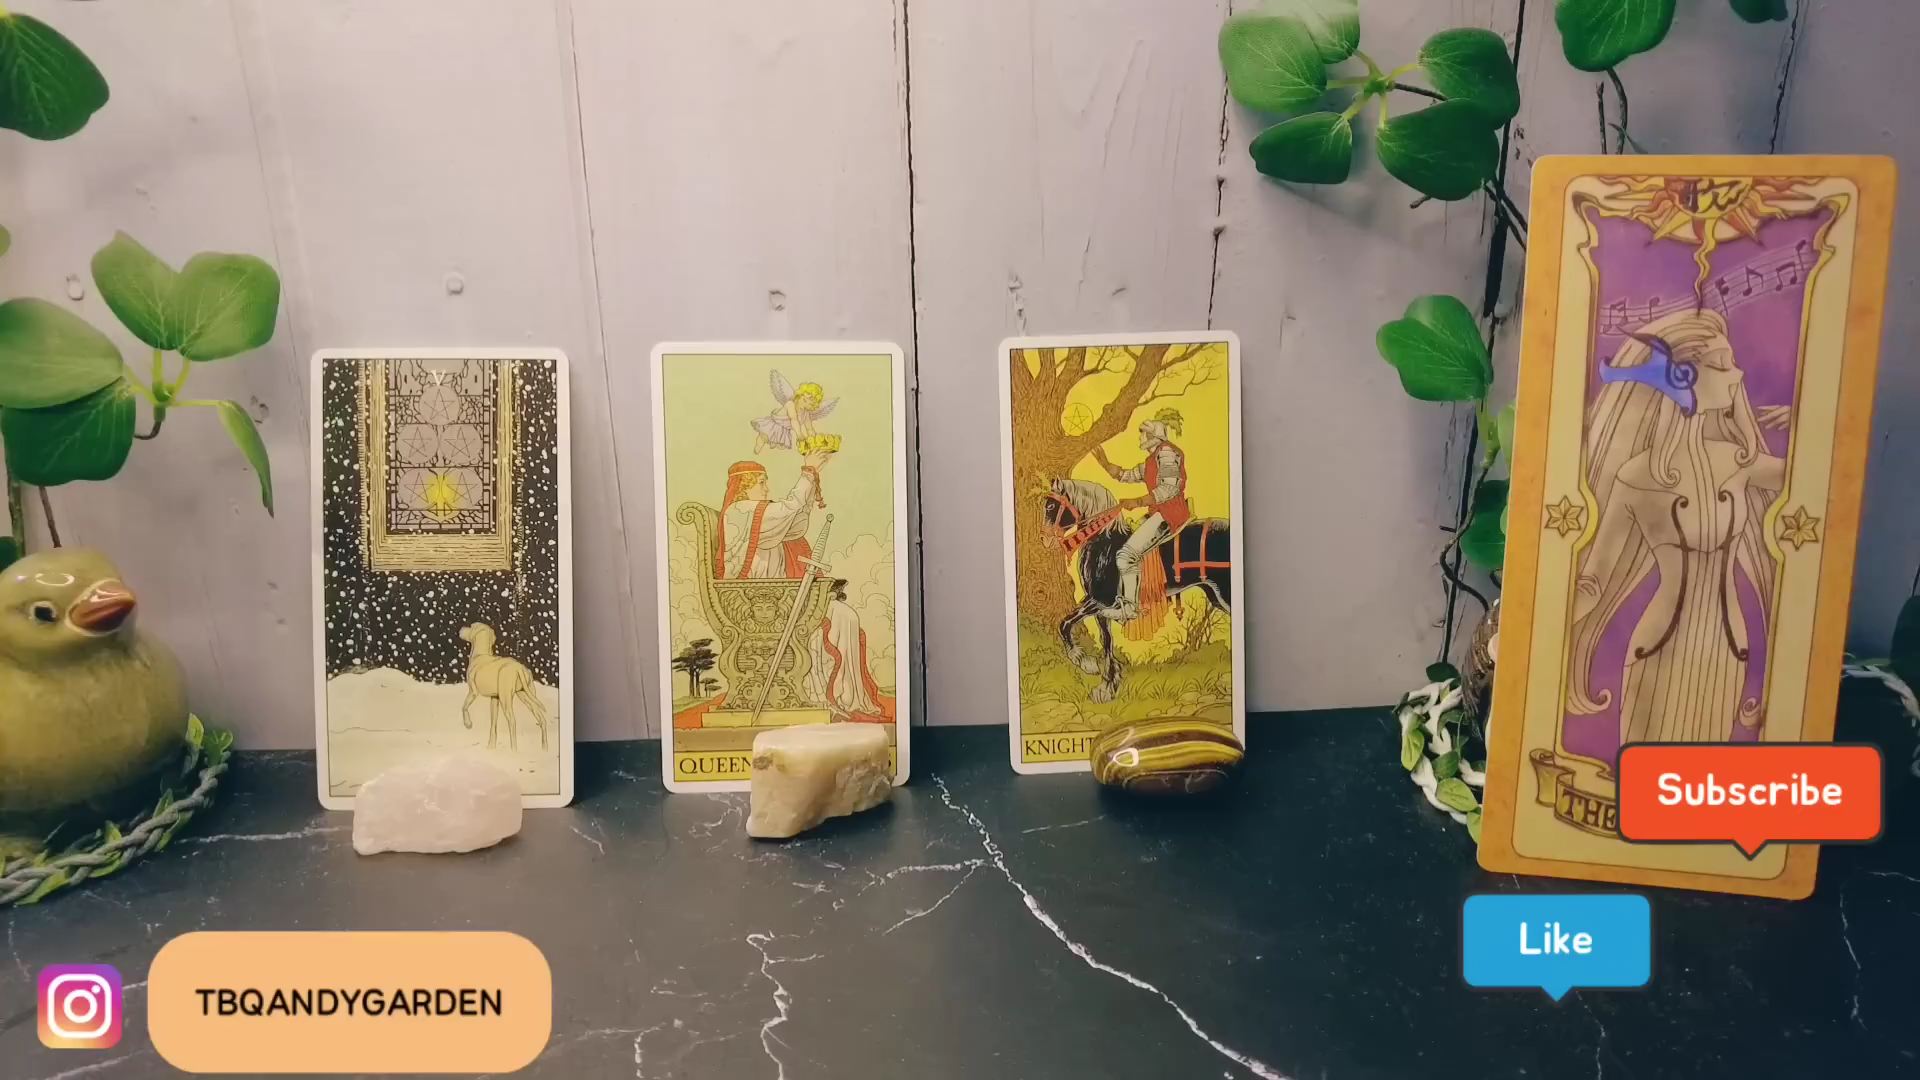 V
QUEEN
KNIGHT
THE
Subscribe
Like
TBQANDYGARDEN